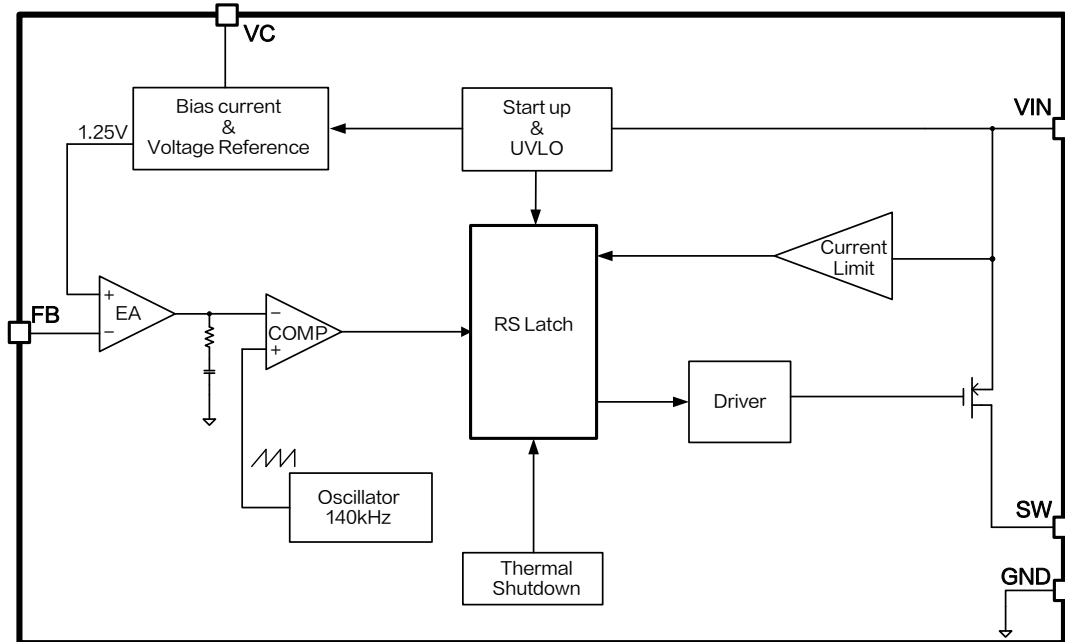 VC
Bias current
&
Voltage Reference
1.25V
Start up
&
UVLO
VIN
Current
Limit
FB
+
EA
−
−
COMP
+
RS Latch
Driver
Oscillator
140kHz
SW
Thermal
Shutdown
GND